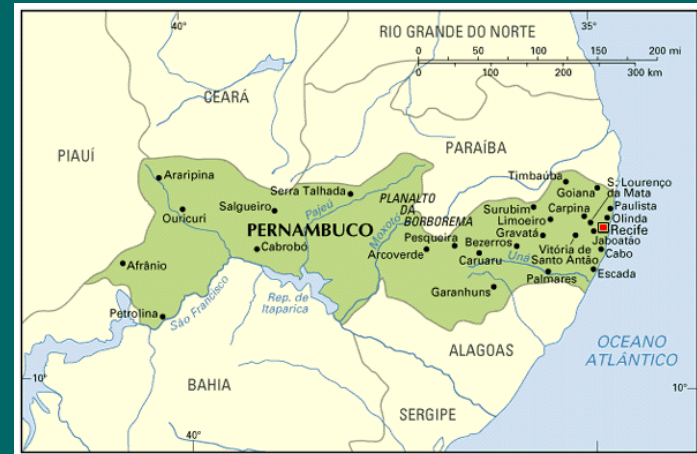 40°
35°
RIO GRANDE DO NORTE
0 50 100 150 200 mi
0 100 200 300 km
CEARÁ
PIAUÍ
PARAÍBA
Araripina
Timbaúba
Goiana
S. Lourenço
da Mata
Serra Talhada
PLANALTO
DA
BORBOREMA
Ouricuri
Salgueiro
Pajeú
Surubim
Carpina
Paulista
Limoeiro
Olinda
PERNAMBUCO
Moxotó
Gravatá
Recife
Pesqueira
Bezerros
Vitória de
Santo Antão
Jaboatão
Cabrobó
Arcoverde
Caruaru
Cabo
Afrânio
Uná
Palmares
Escada
Petrolina
São Francisco
Rep. de
Itaparica
Garanhuns
ALAGOAS
OCEANO
ATLÂNTICO
10°
BAHIA
10°
SERGIPE
40°